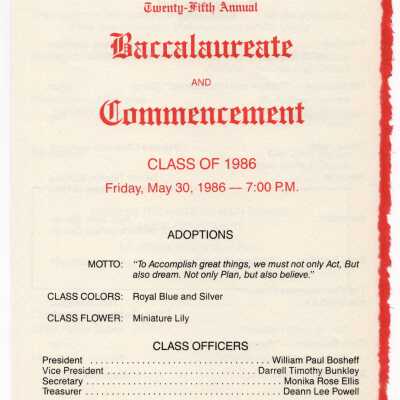 Twenty-Fifth Annual
Baccalaureate
AND
Commencement
CLASS OF 1986
Friday, May 30, 1986 — 7:00 P.M.
ADOPTIONS
MOTTO: “To Accomplish great things, we must not only Act, But
also dream. Not only Plan, but also believe.”
CLASS COLORS: Royal Blue and Silver
CLASS FLOWER: Miniature Lily
CLASS OFFICERS
President . . . . . . . . . . . . . . . . . . . . . . . . . . . . . . William Paul Bosheff
Vice President . . . . . . . . . . . . . . . . . . . . . . . . . Darrell Timothy Bunkley
Secretary . . . . . . . . . . . . . . . . . . . . . . . . . . . . . . . . Monika Rose Ellis
Treasurer . . . . . . . . . . . . . . . . . . . . . . . . . . . . . . . . Deann Lee Powell